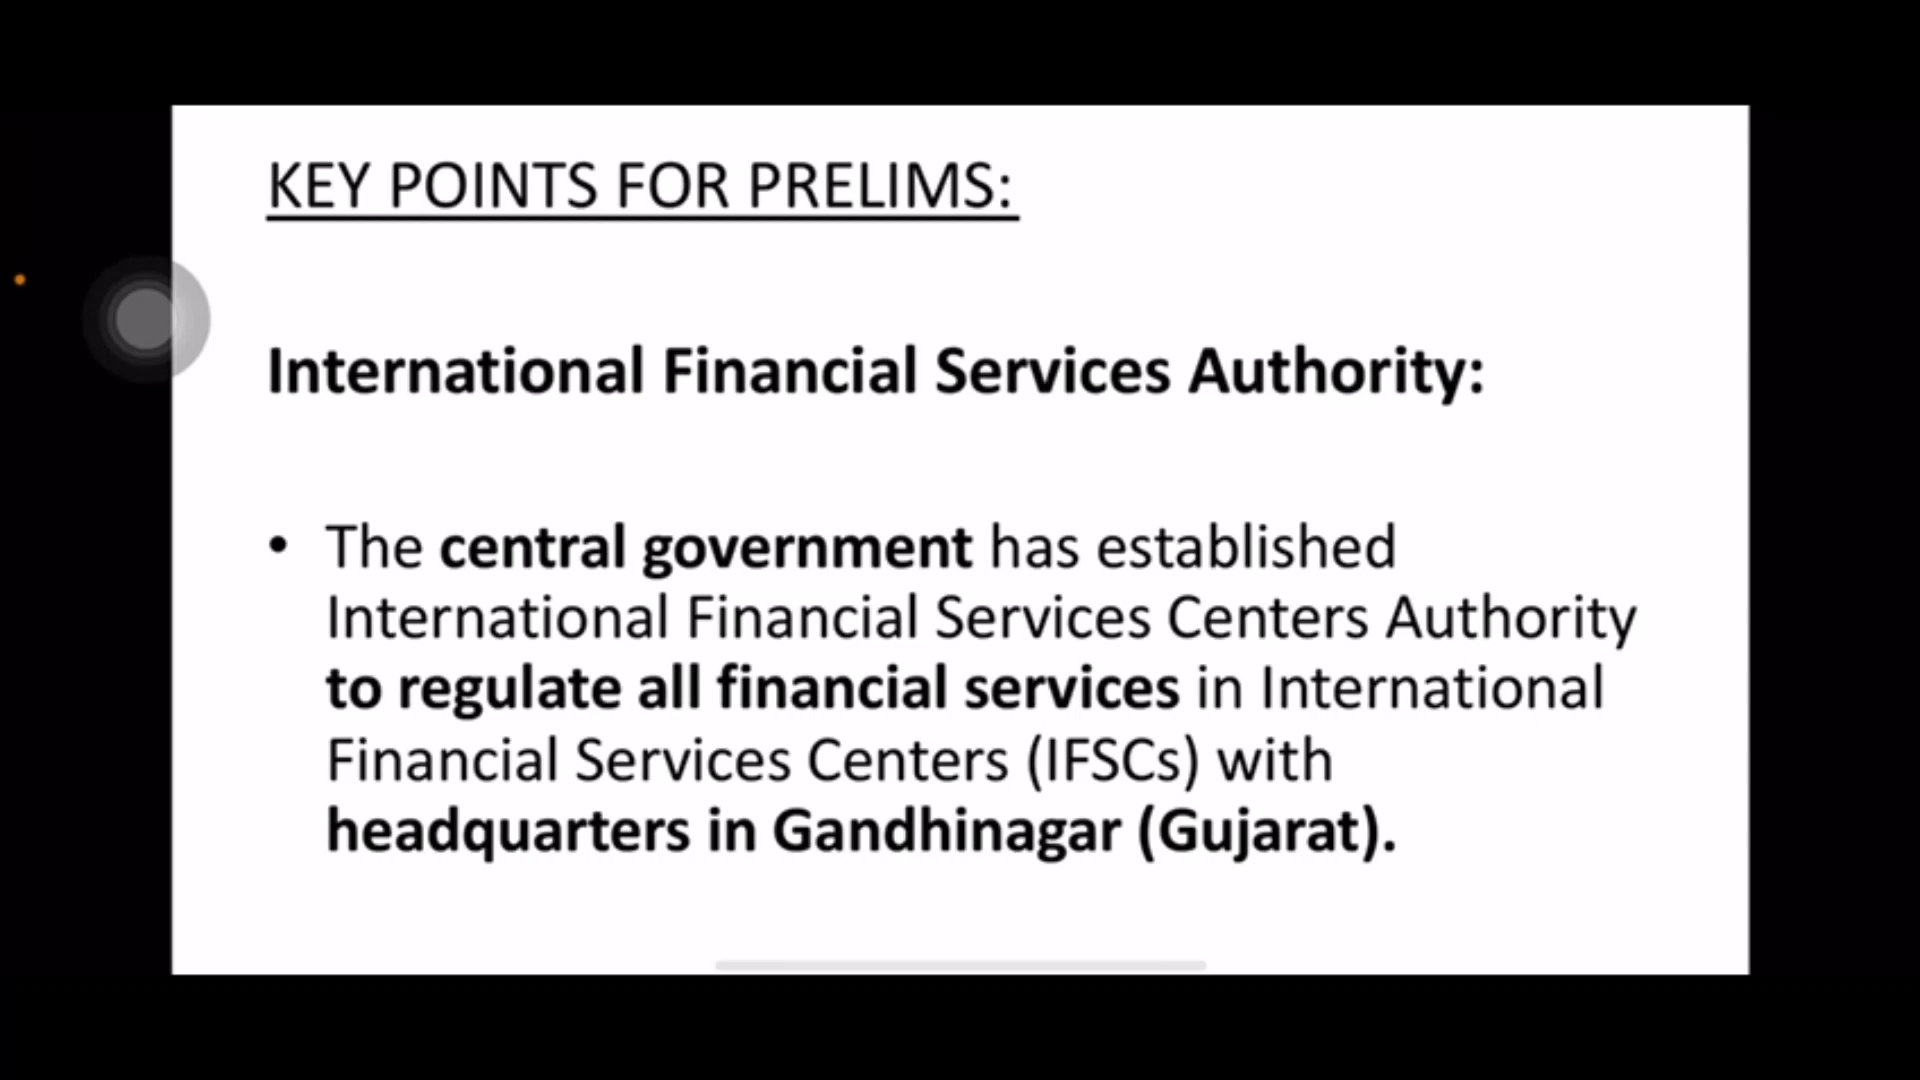 KEY POINTS FOR PRELIMS:
International Financial Services Authority:
• The central government has established
International Financial Services Centers Authority
to regulate all financial services in International
Financial Services Centers (IFSCs) with
headquarters in Gandhinagar (Gujarat).